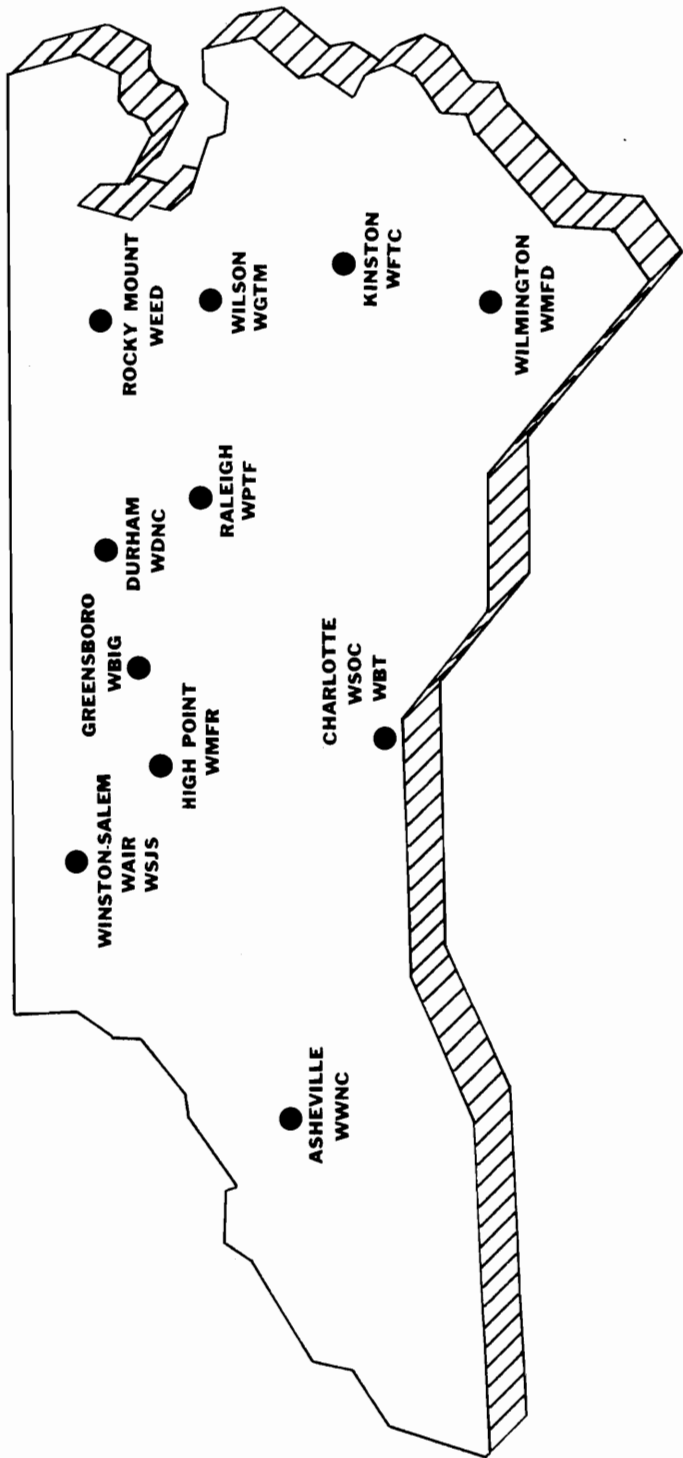 WINSTON-SALEM
WAIR
WSJS
GREENSBORO
WBIG
HIGH POINT
WMFR
DURHAM
WDNC
RALEIGH
WPTF
ROCKY MOUNT
WEED
WILSON
WGTM
KINSTON
WFTC
WILMINGTON
WMFD
CHARLOTTE
WSOC
WBT
ASHEVILLE
WWNC